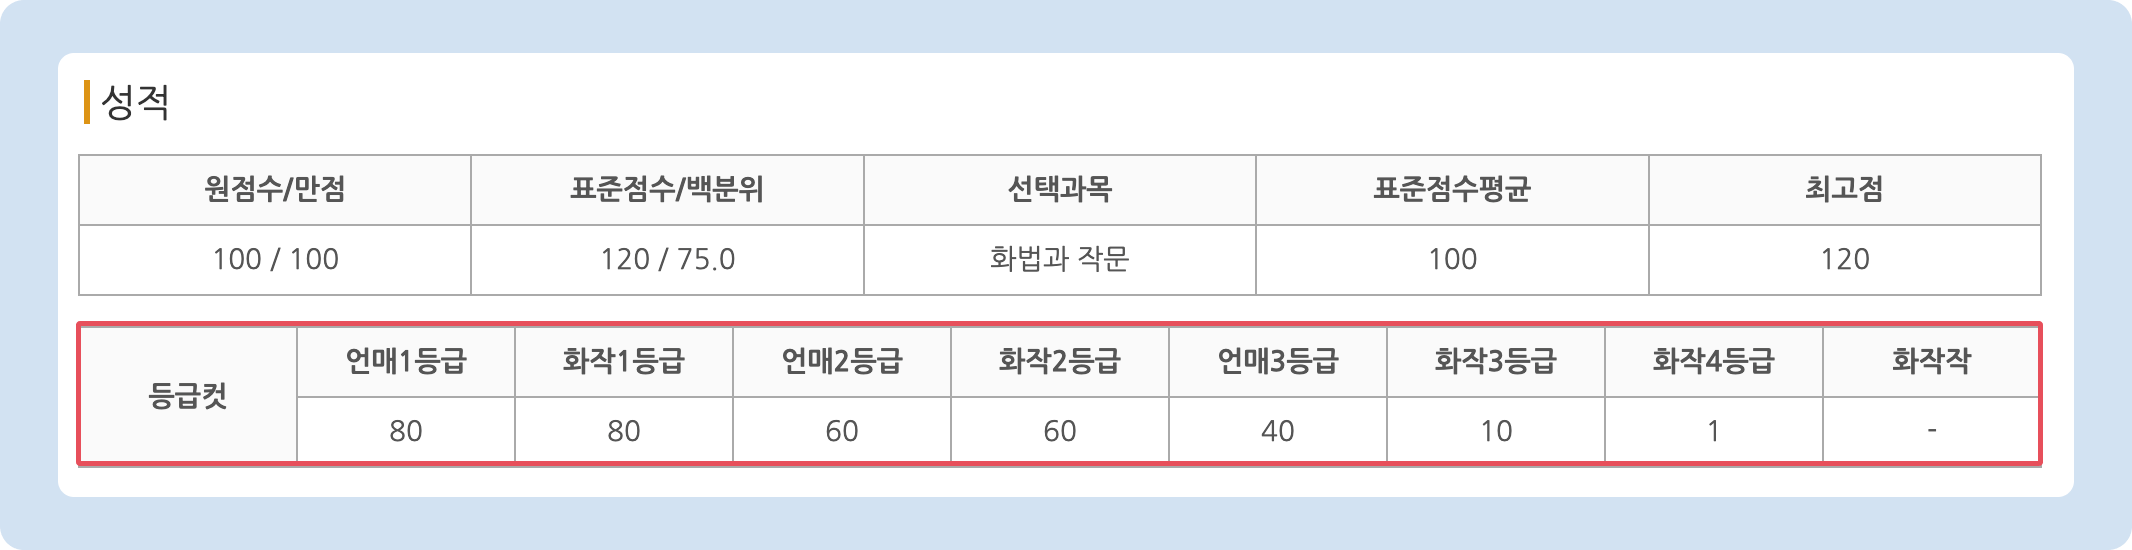 성적
원점수/만점 표준점수/백분위 선택과목 표준점수평균 최고점
100 / 100 120 / 75.0 화법과 작문 100 120
등급컷 언매1등급 화작1등급 언매2등급 화작2등급 언매3등급 화작3등급 화작4등급 화작작
80 80 60 60 40 10 1 -